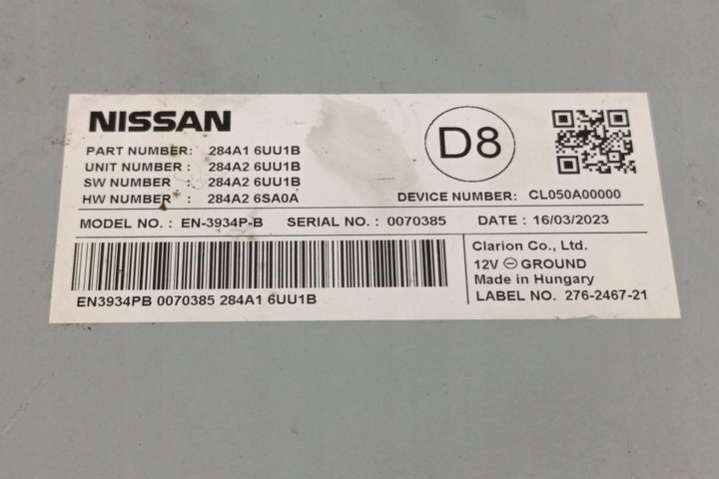 NISSAN
D8
PART NUMBER: 284A1 6UU1B
UNIT NUMBER: 284A2 6UU1B
SW NUMBER: 284A2 6UU1B
HW NUMBER: 284A2 6SA0A
DEVICE NUMBER: CL050A00000
MODEL NO.: EN-3934P-B SERIAL NO.: 0070385 DATE: 16/03/2023
Clarion Co., Ltd.
12V ⊖ GROUND
Made in Hungary
EN3934PB 0070385 284A1 6UU1B
LABEL NO. 276-2467-21